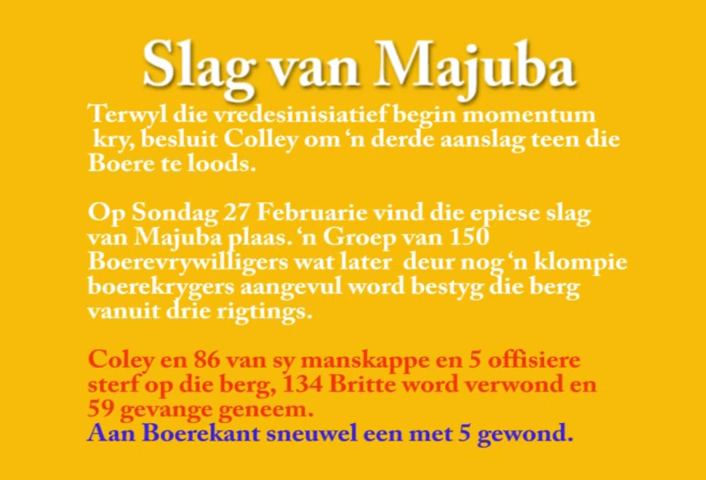 Slag van Majuba
Terwyl die vredesinisiatief begin momentum
kry, besluit Colley om ‘n derde aanslag teen die
Boere te loods.
Op Sondag 27 Februarie vind die epiese slag
van Majuba plaas. ‘n Groep van 150
Boerevrywilligers wat later deur nog ‘n klompie
boerekrygers aangevul word bestyg die berg
vanuit drie rigtings.
Coley en 86 van sy manskappe en 5 offisiere
sterf op die berg, 134 Britte word verwond en
59 gevange geneem.
Aan Boerekant sneuwel een met 5 gewond.